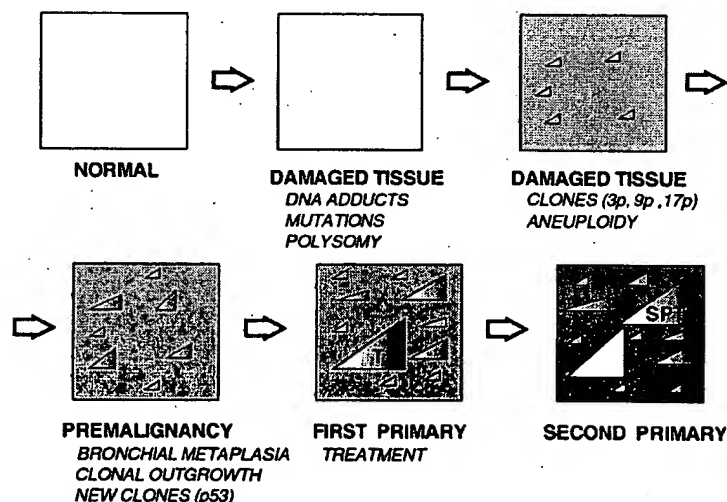 NORMAL
DAMAGED TISSUE
DNA ADDUCTS
MUTATIONS
POLYSOMY
DAMAGED TISSUE
CLONES (3p, 9p ,17p)
ANEUPLOIDY
PREMALIGNANCY
BRONCHIAL METAPLASIA
CLONAL OUTGROWTH
NEW CLONES (p53)
T
FIRST PRIMARY
TREATMENT
SP
SECOND PRIMARY